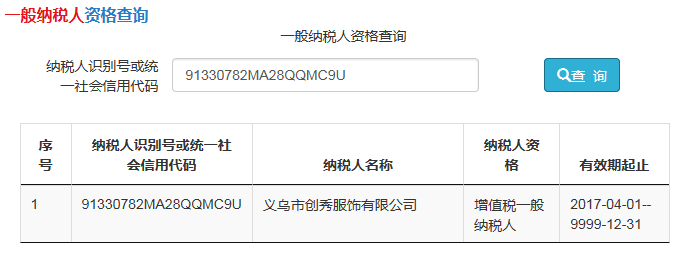 一般纳税人资格查询
一般纳税人资格查询
纳税人识别号或统
一社会信用代码
91330782MA28QQMC9U
查 询
序
号
纳税人识别号或统一社
会信用代码
纳税人名称
纳税人资
格
有效期起止
1
91330782MA28QQMC9U
义乌市创秀服饰有限公司
增值税一般
纳税人
2017-04-01--
9999-12-31